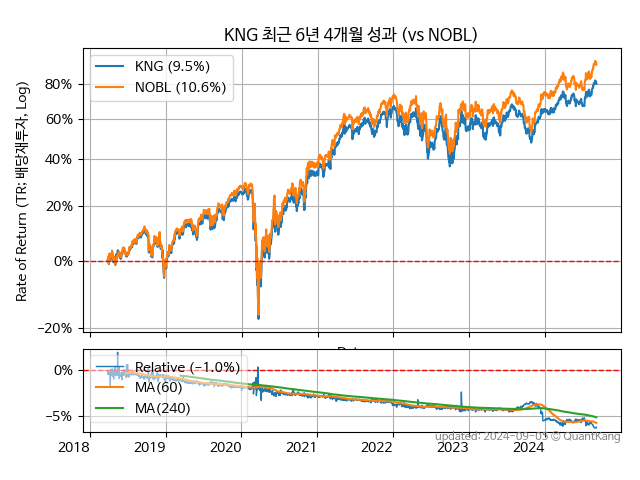 KNG 최근 6년 4개월 성과 (vs NOBL)
Rate of Return (TR; 배당재투자, Log)
KNG (9.5%)
NOBL (10.6%)
80%
60%
40%
20%
0%
−20%
Relative (−1.0%)
MA(60)
MA(240)
0%
−5%
2018 2019 2020 2021 2022 2023 2024
updated: 2024-09-05 © QuantKang